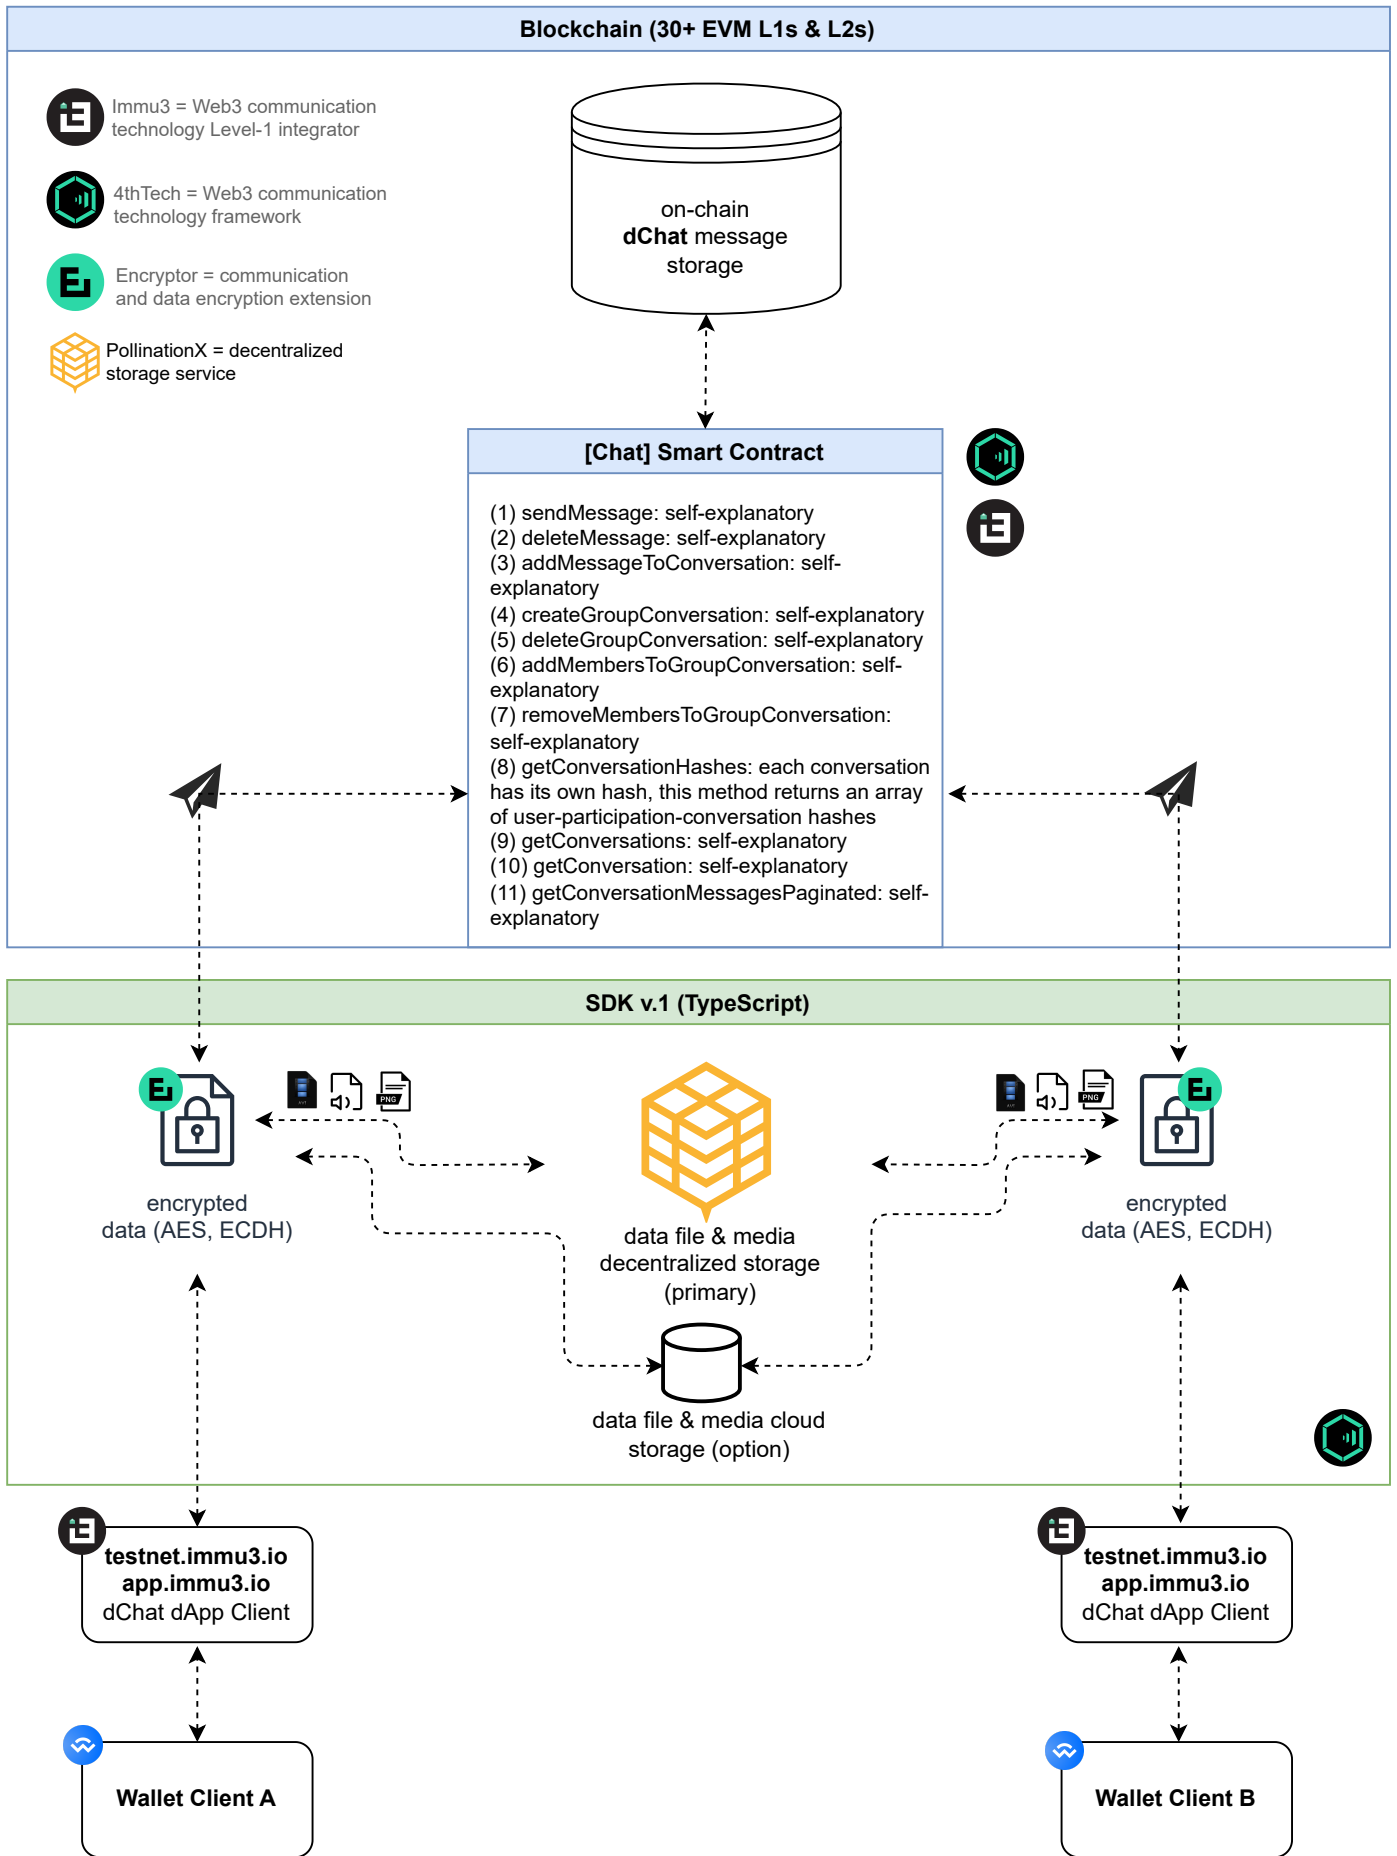 Blockchain (30+ EVM L1s & L2s)
Immu3 = Web3 communication
technology Level-1 integrator
4thTech = Web3 communication
technology framework
Encryptor = communication
and data encryption extension
PollinationX = decentralized
storage service
on-chain
dChat message
storage
[Chat] Smart Contract
(1) sendMessage: self-explanatory
(2) deleteMessage: self-explanatory
(3) addMessageToConversation: self-
explanatory
(4) createGroupConversation: self-explanatory
(5) deleteGroupConversation: self-explanatory
(6) addMembersToGroupConversation: self-
explanatory
(7) removeMembersToGroupConversation:
self-explanatory
(8) getConversationHashes: each conversation
has its own hash, this method returns an array
of user-participation-conversation hashes
(9) getConversations: self-explanatory
(10) getConversation: self-explanatory
(11) getConversationMessagesPaginated: self-
explanatory
SDK v.1 (TypeScript)
PNG
PNG
encrypted
data (AES, ECDH)
data file & media
decentralized storage
(primary)
encrypted
data (AES, ECDH)
data file & media cloud
storage (option)
testnet.immu3.io
app.immu3.io
dChat dApp Client
testnet.immu3.io
app.immu3.io
dChat dApp Client
Wallet Client A
Wallet Client B